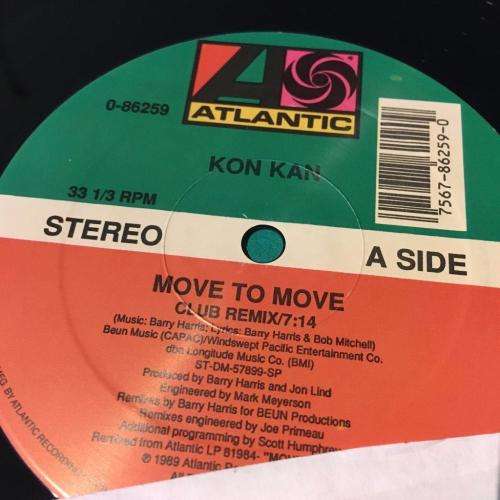 ATLANTIC
0-86259
KON KAN
7567-86259-0
33 1/3 RPM
STEREO
A SIDE
MOVE TO MOVE
CLUB REMIX/7:14
(Music: Barry Harris; Lyrics: Barry Harris & Bob Mitchell)
Beun Music (CAPAC)/Windswept Pacific Entertainment Co.
dba Longitude Music Co. (BMI)
ST-DM-57899-SP
Produced by Barry Harris and Jon Lind
Engineered by Mark Meyerson
Remixes by Barry Harris for BEUN Productions
Remixes engineered by Joe Primeau
Additional programming by Scott Humphrey
Remixed from Atlantic LP 81984- "MOVE
℗ 1989 Atlantic
MFG BY ATLANTIC RECORDING